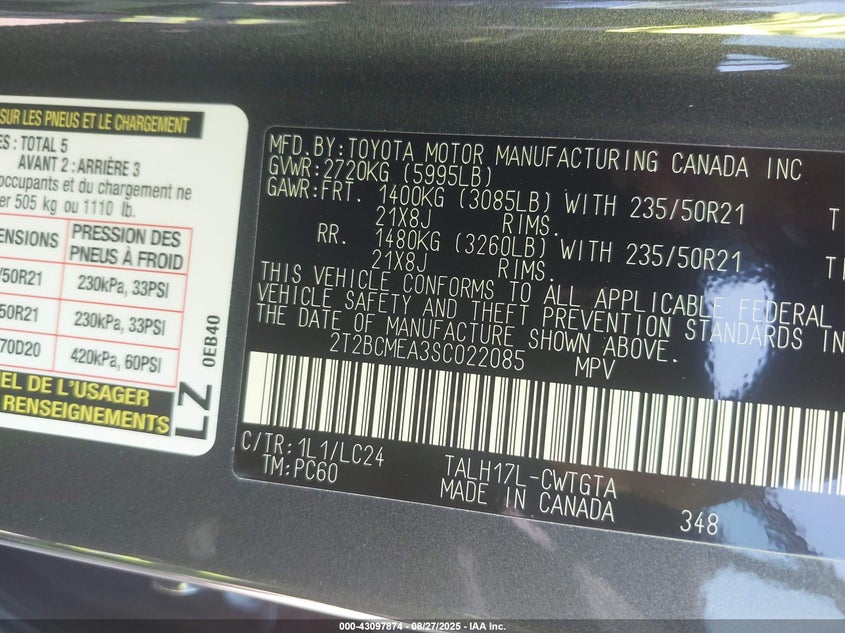 SUR LES PNEUS ET LE CHARGEMENT
ES : TOTAL 5
AVANT 2 : ARRIÈRE 3
occupants et du chargement ne
er 505 kg ou 1110 lb.
ENSIONS
PRESSION DES PNEUS À FROID
/50R21 230kPa, 33PSI
50R21 230kPa, 33PSI
70D20 420kPa, 60PSI
EL DE L'USAGER
RENSEIGNEMENTS
LZ
0EB40
MFD.BY:TOYOTA MOTOR MANUFACTURING CANADA INC
GVWR:2720KG (5995LB)
GAWR:FRT. 1400KG (3085LB) WITH 235/50R21 T
21X8J RIMS.
RR. 1480KG (3260LB) WITH 235/50R21 TI
21X8J RIMS.
THIS VEHICLE CONFORMS TO ALL APPLICABLE FEDERAL
VEHICLE SAFETY AND THEFT PREVENTION STANDARDS IN
THE DATE OF MANUFACTURE SHOWN ABOVE.
2T2BCMEA3SC022085 MPV
C/TR:1L1/LC24
TM:PC60
TALH17L-CWTGTA
MADE IN CANADA
348
000-43097874 — 08/27/2025 — IAA Inc.